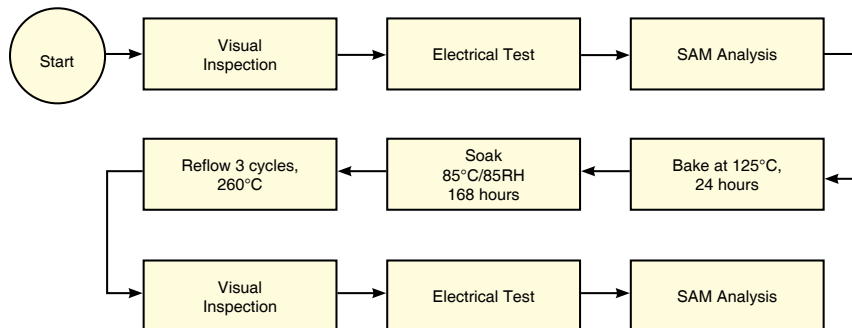 Start
Visual
Inspection
Electrical Test
SAM Analysis
Reflow 3 cycles,
260°C
Soak
85°C/85RH
168 hours
Bake at 125°C,
24 hours
Visual
Inspection
Electrical Test
SAM Analysis